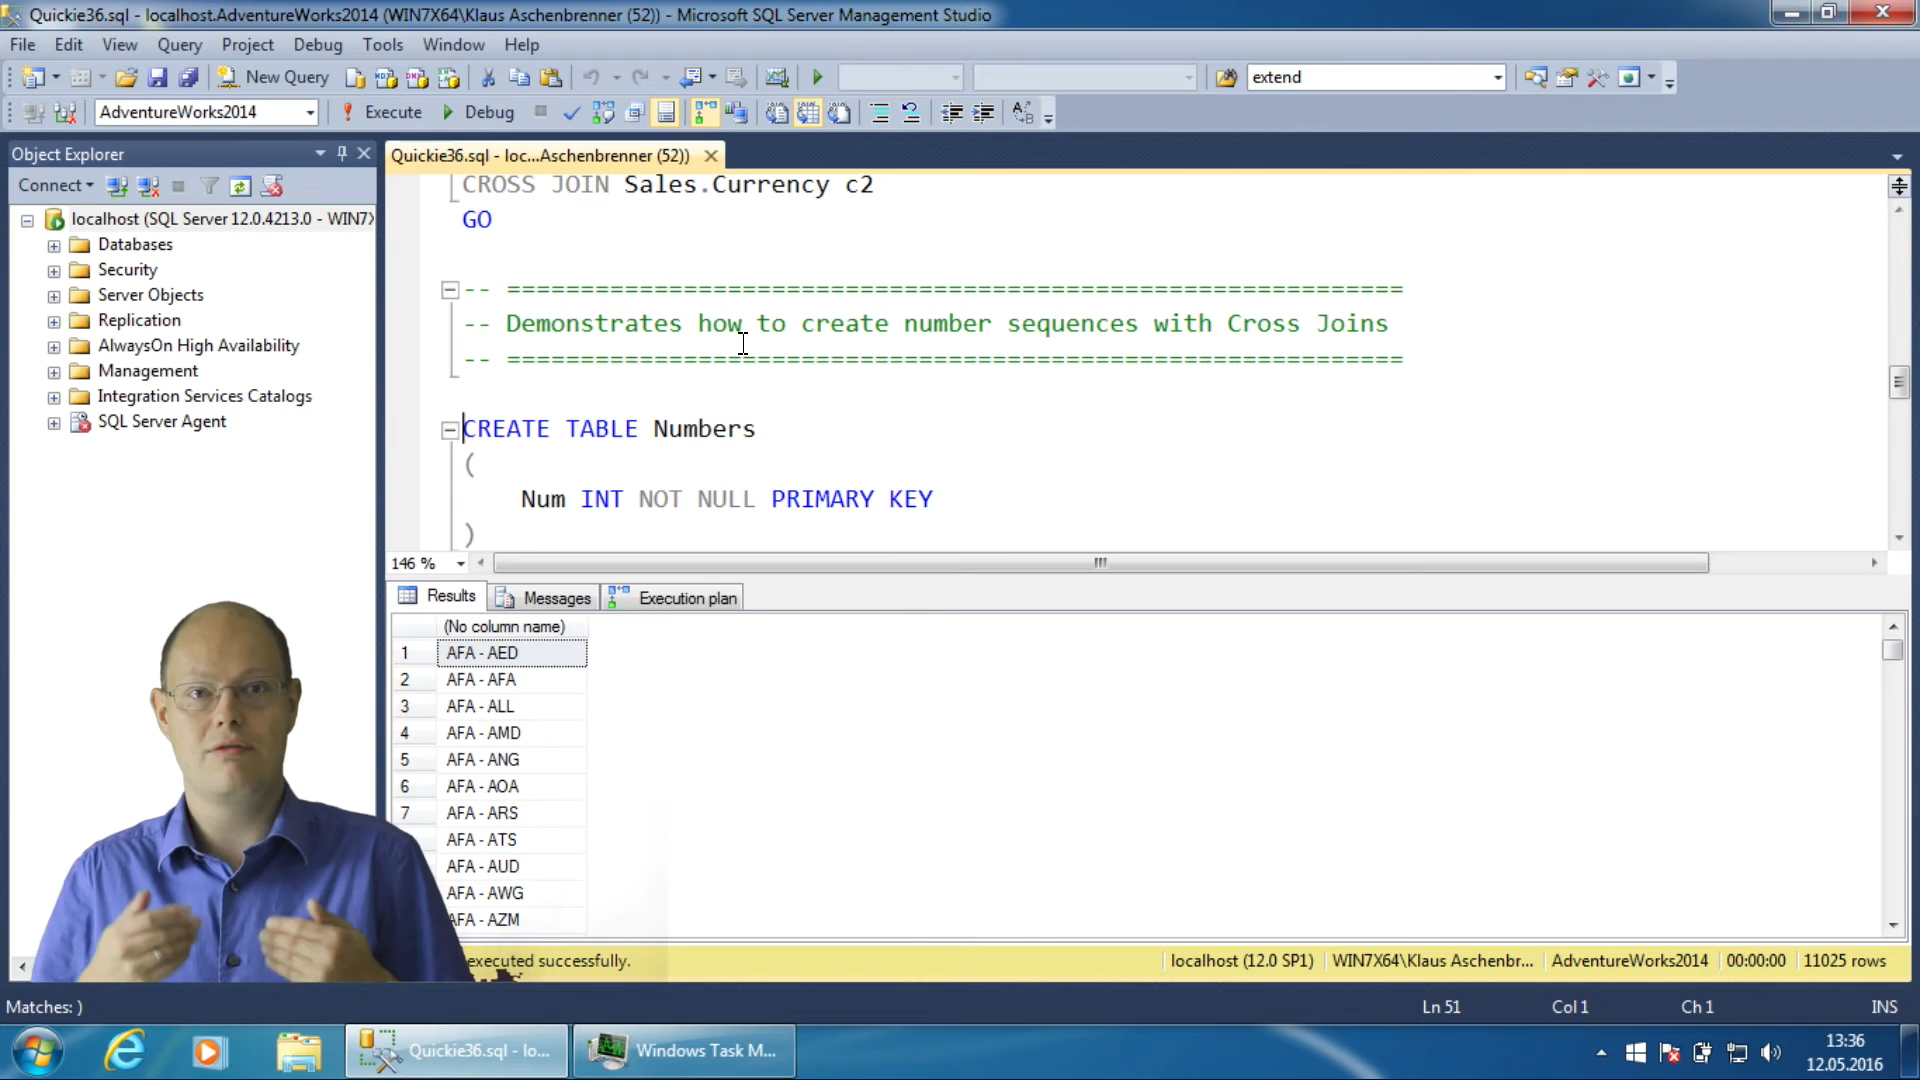 Quickie36.sql - localhost.AdventureWorks2014 (WIN7X64\Klaus Aschenbrenner (52)) - Microsoft SQL Server Management Studio
File Edit View Query Project Debug Tools Window Help
New Query extend
AdventureWorks2014 Execute Debug
Object Explorer
Connect
localhost (SQL Server 12.0.4213.0 - WIN7X
Databases
Security
Server Objects
Replication
AlwaysOn High Availability
Management
Integration Services Catalogs
SQL Server Agent
Quickie36.sql - loc...Aschenbrenner (52))
CROSS JOIN Sales.Currency c2
GO
-- =============================================================
-- Demonstrates how to create number sequences with Cross Joins
-- =============================================================
CREATE TABLE Numbers
(
Num INT NOT NULL PRIMARY KEY
)
146 %
Results Messages Execution plan
(No column name)
1 AFA - AED
2 AFA - AFA
3 AFA - ALL
4 AFA - AMD
5 AFA - ANG
6 AFA - AOA
7 AFA - ARS
AFA - ATS
AFA - AUD
AFA - AWG
AFA - AZM
executed successfully. localhost (12.0 SP1) WIN7X64\Klaus Aschenbr... AdventureWorks2014 00:00:00 11025 rows
Matches: ) Ln 51 Col 1 Ch 1 INS
Quickie36.sql - lo... Windows Task M...
13:36
12.05.2016